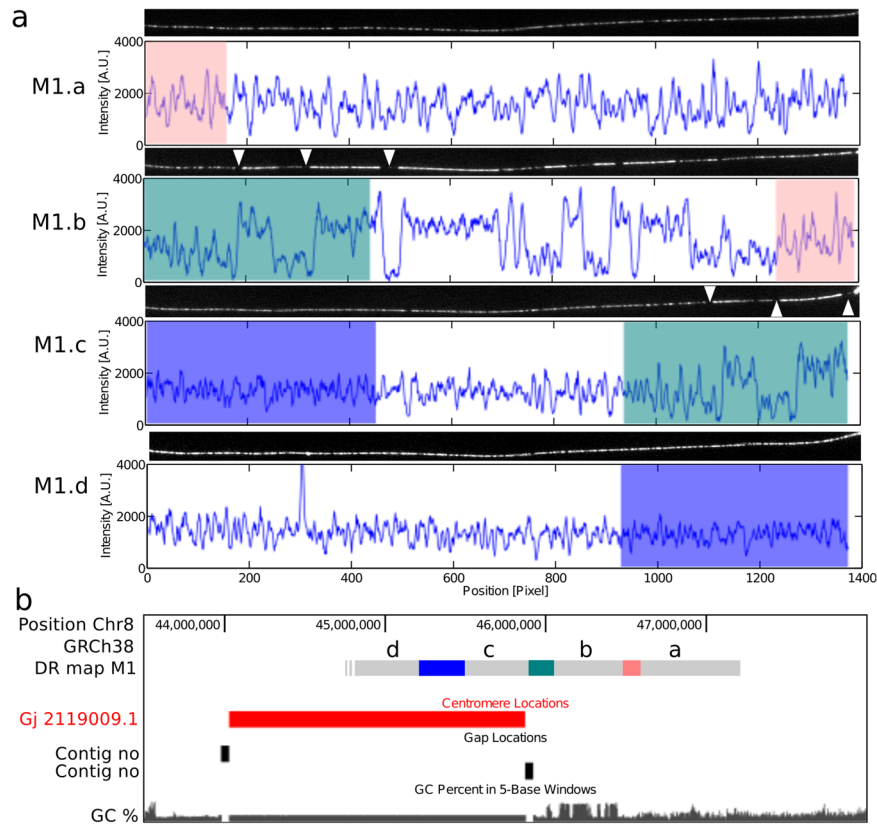 a
M1.a
Intensity [A.U.]
4000
2000
0
M1.b
Intensity [A.U.]
4000
2000
0
M1.c
Intensity [A.U.]
4000
2000
0
M1.d
Intensity [A.U.]
4000
2000
0
0 200 400 600 800 1000 1200 1400
Position [Pixel]
b
Position Chr8 44,000,000 45,000,000 46,000,000 47,000,000
GRCh38
d c b a
DR map M1
Centromere Locations
Gj 2119009.1
Gap Locations
Contig no
Contig no
GC Percent in 5-Base Windows
GC %